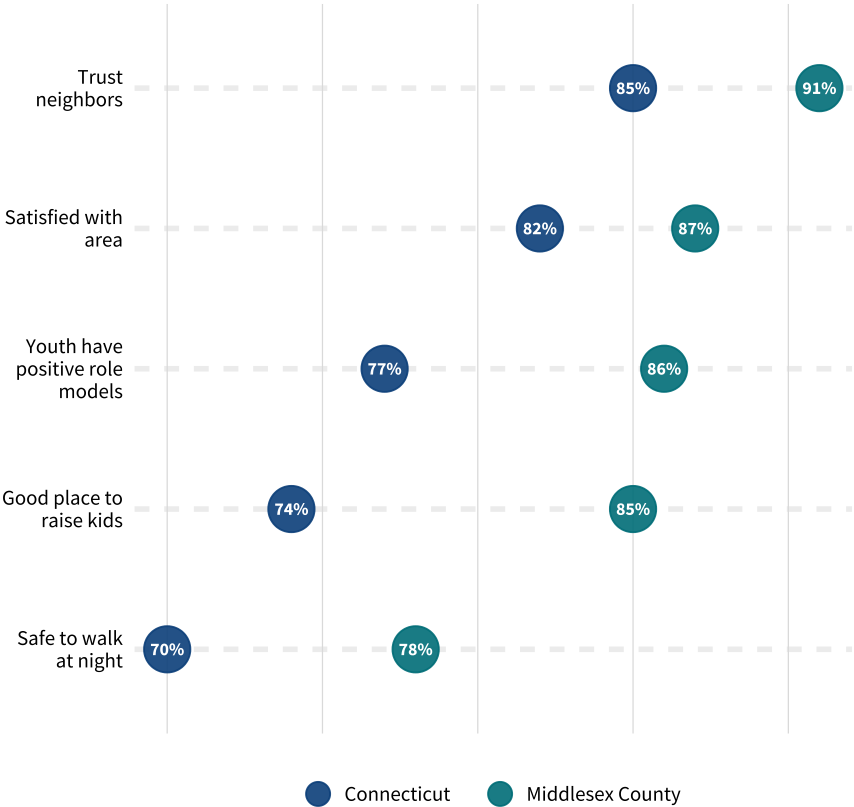 Trust
neighbors
85%
91%
Satisfied with
area
82%
87%
Youth have
positive role
models
77%
86%
Good place to
raise kids
74%
85%
Safe to walk
at night
70%
78%
Connecticut
Middlesex County